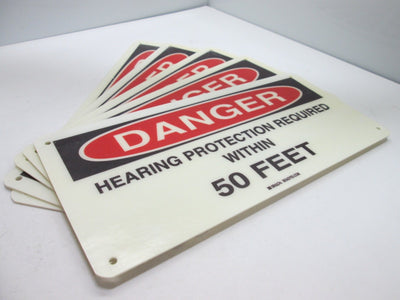 DANGER
HEARING PROTECTION REQUIRED
WITHIN
50 FEET